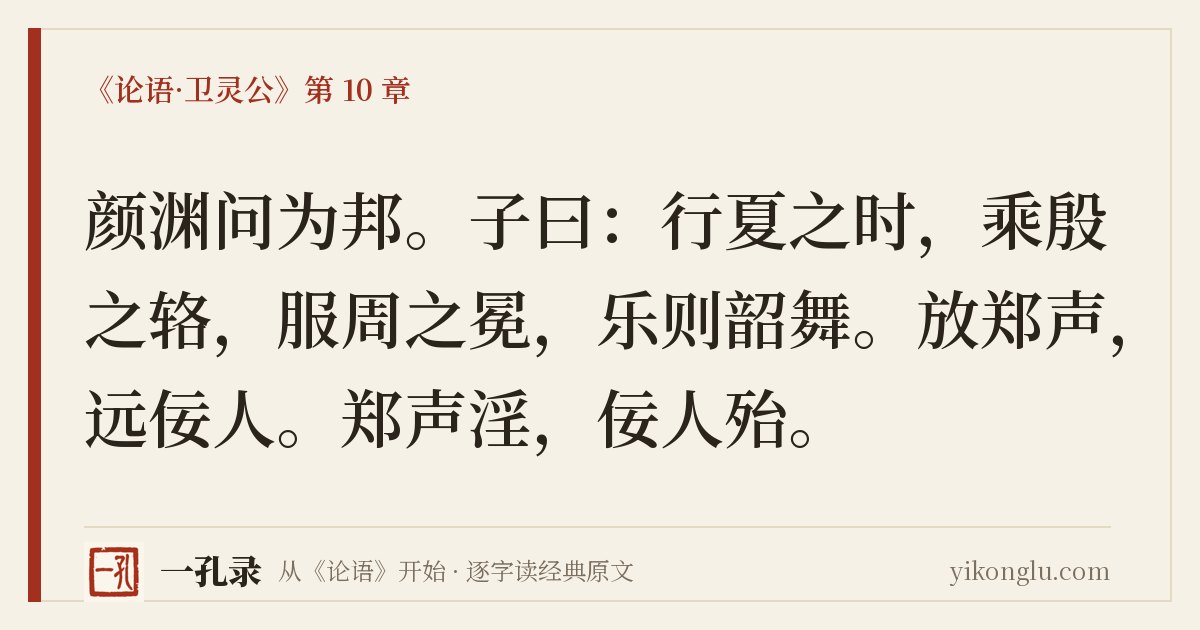 《论语·卫灵公》第 10 章
颜渊问为邦。子曰：行夏之时，乘殷
之辂，服周之冕，乐则韶舞。放郑声，
远佞人。郑声淫，佞人殆。
一孔
一孔录 从《论语》开始 · 逐字读经典原文 yikonglu.com